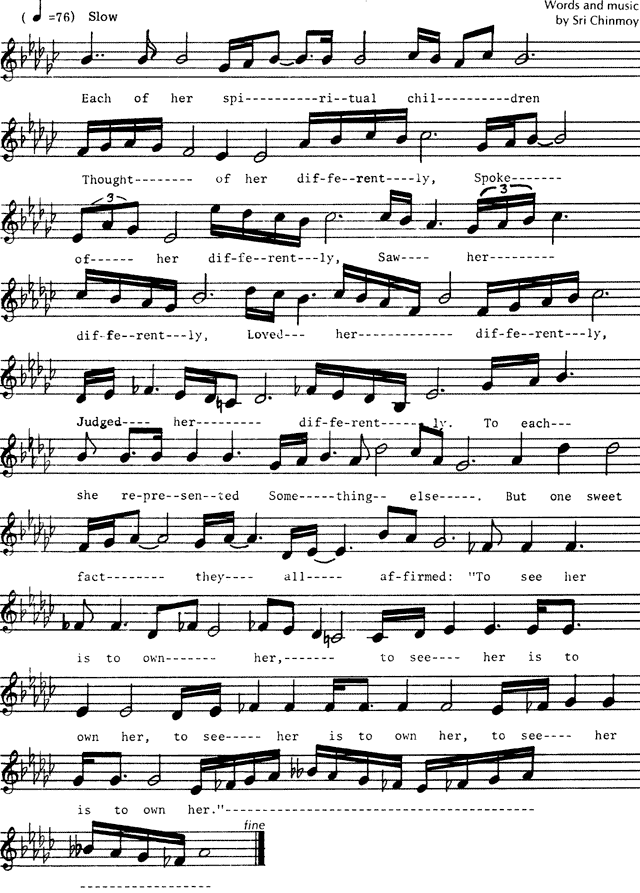 Words and music
(♩=76) Slow
by Sri Chinmoy
Each of her spi----------ri--tual chil----------dren
Thought-------- of her dif-fe--rent----ly, Spoke-------
3 3
of------ her dif-fe--rent---ly, Saw---- her---------
dif-fe--rent---ly, Loved--- her----------- dif-fe--rent---ly,
Judged---- her--------- dif-fe-rent------ly. To each---
she re-pre--sen--ted Some-----thing-- else-----. But one sweet
fact-------- they---- all----- af-firmed: "To see her
is to own------- her,------- to see---- her is to
own her, to see----- her is to own her, to see---- her
is to own her."----------------------------------
fine
-----------------